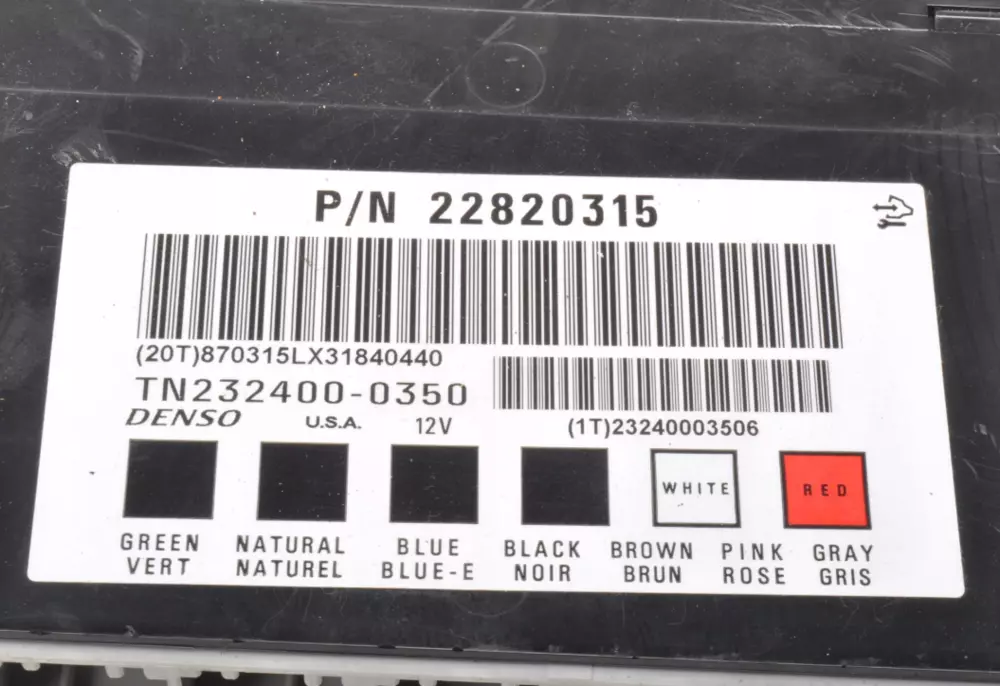 P/N 22820315
(20T)870315LX31840440
TN232400-0350
DENSO U.S.A. 12V
(1T)23240003506
WHITE RED
GREEN NATURAL BLUE BLACK BROWN PINK GRAY
VERT NATUREL BLUE-E NOIR BRUN ROSE GRIS